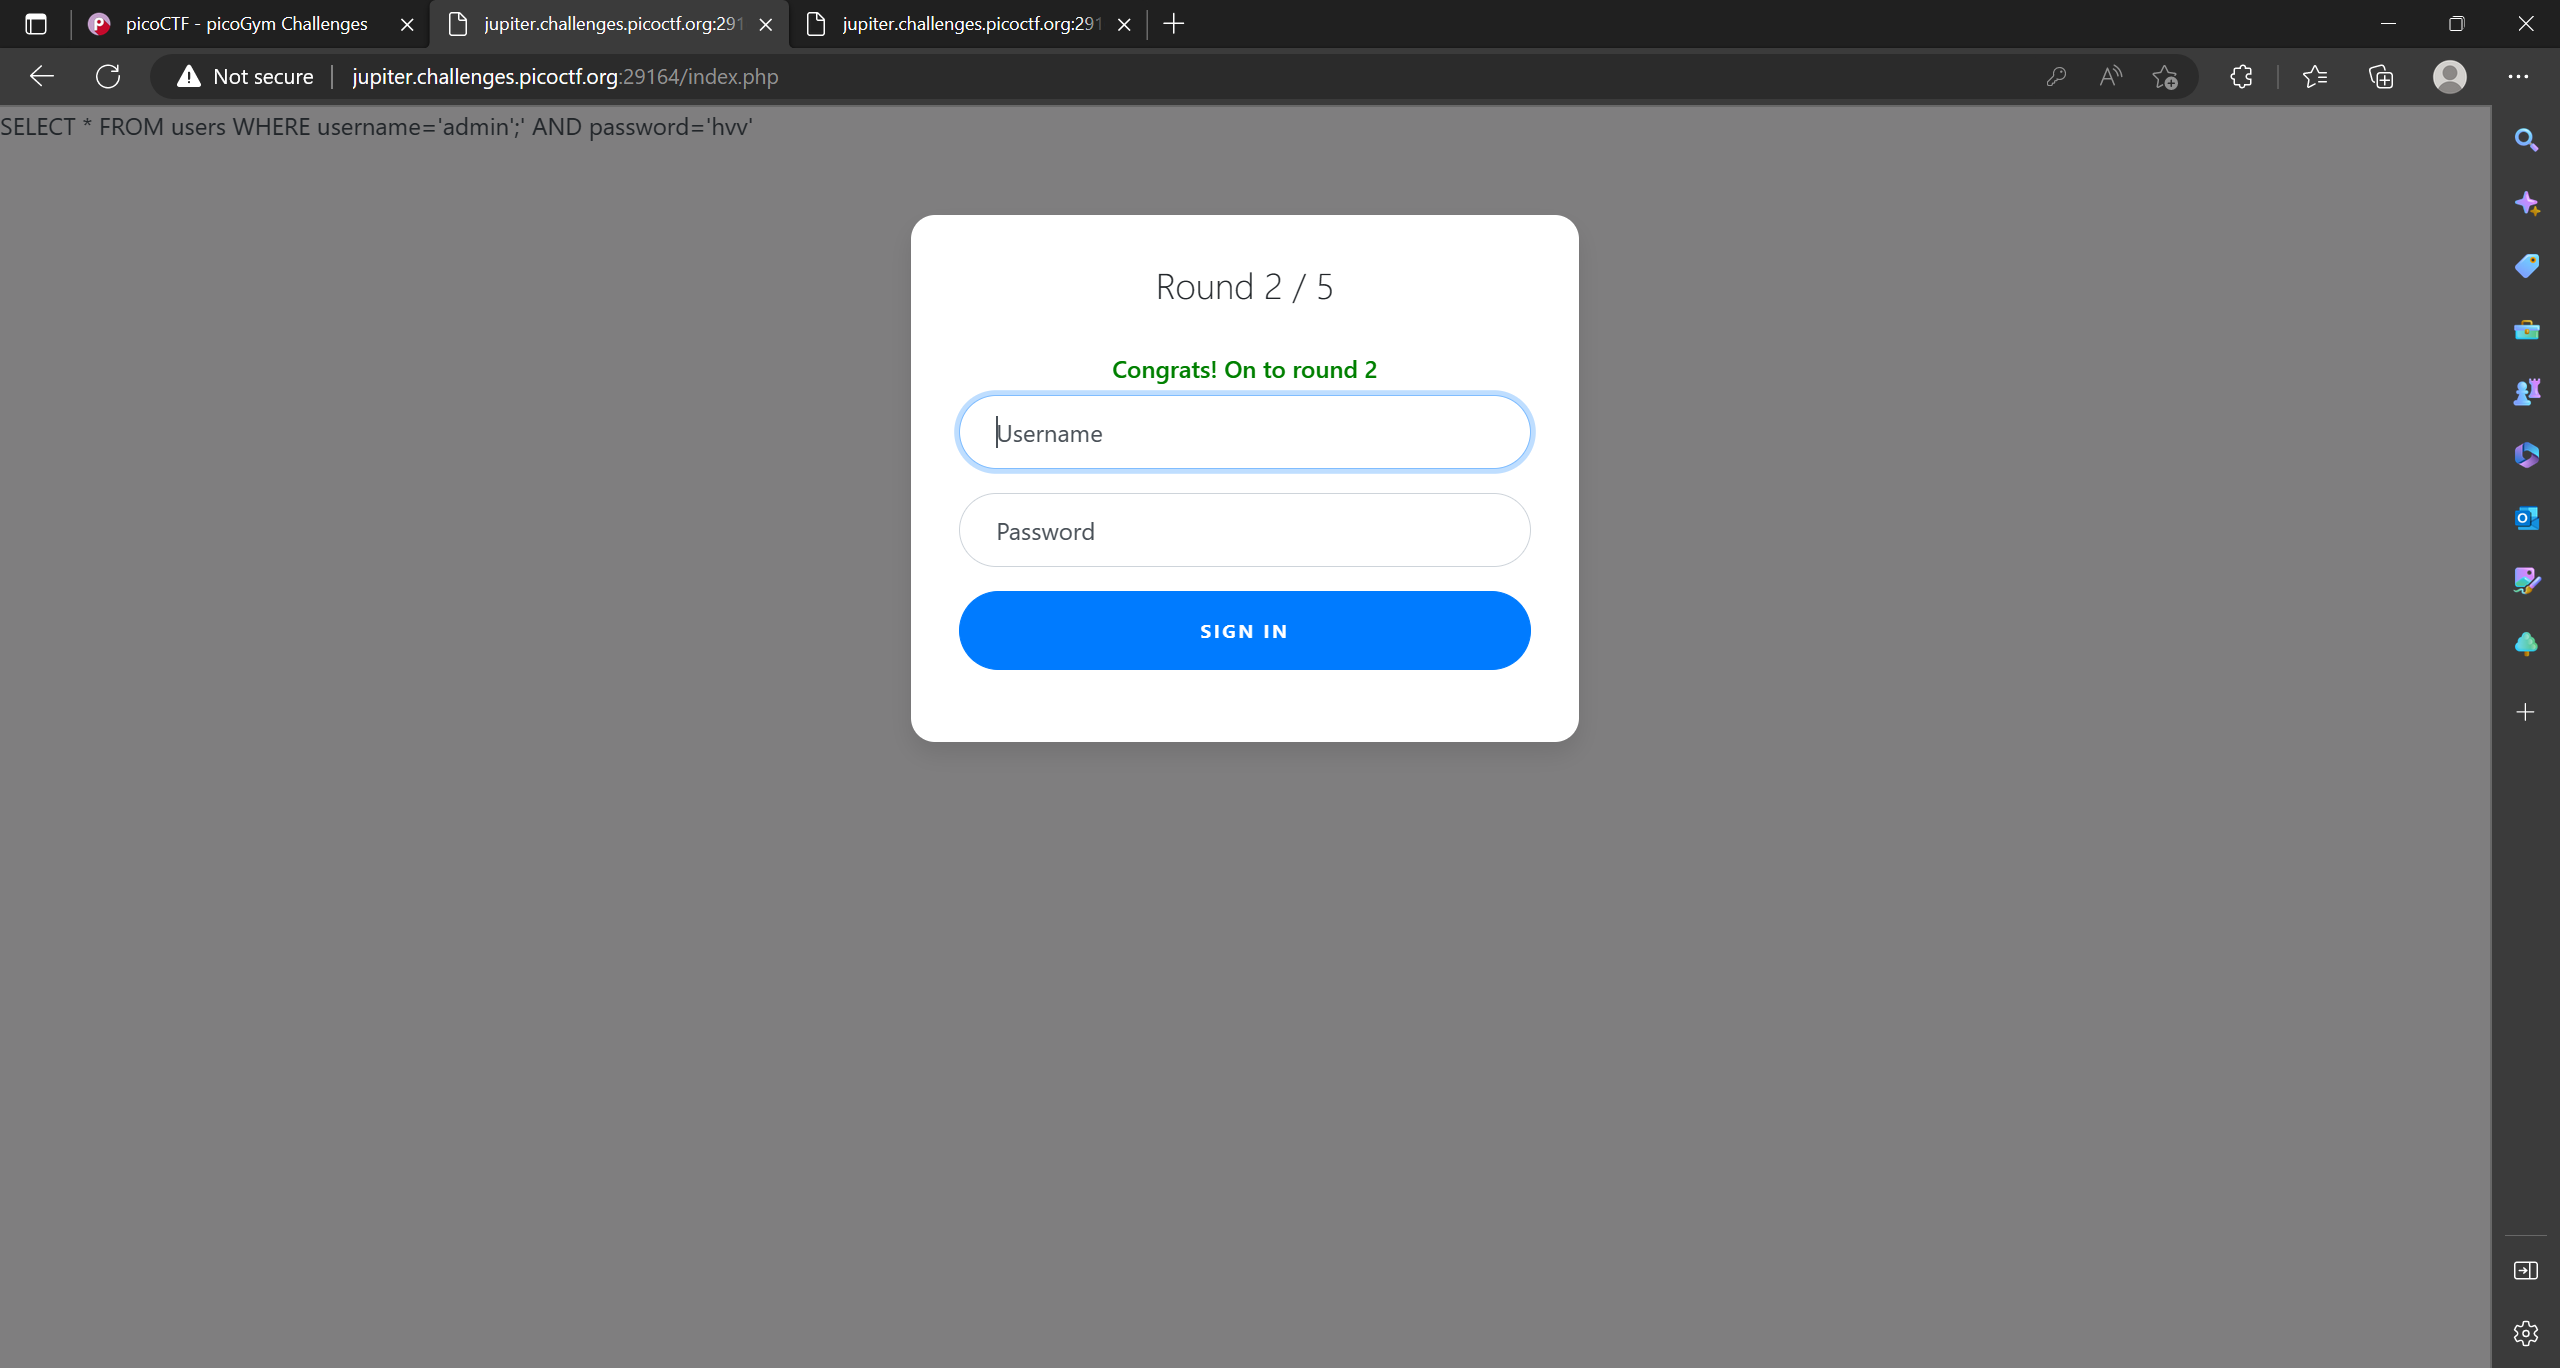 picoCTF - picoGym Challenges
jupiter.challenges.picoctf.org:291
jupiter.challenges.picoctf.org:291
Not secure
jupiter.challenges.picoctf.org:29164/index.php
SELECT * FROM users WHERE username='admin';' AND password='hvv'
Round 2 / 5
Congrats! On to round 2
Username
Password
SIGN IN